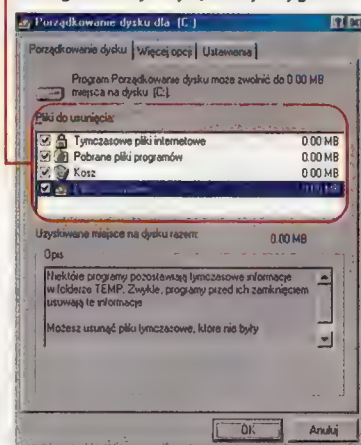 Porządkowanie dysku dla (C:)
Porządkowanie dysku Więcej opcji Ustawienia
Program Porządkowanie dysku może zwolnić do 0.00 MB
miejsca na dysku (C:).
Pliki do usunięcia:
Tymczasowe pliki internetowe 0.00 MB
Pobrane pliki programów 0.00 MB
Kosz 0.00 MB
0.00 MB
Uzyskiwane miejsce na dysku razem: 0.00 MB
Opis
Niektóre programy pozostawiają tymczasowe informacje
w folderze TEMP. Zwykle, programy przed ich zamknięciem
usuwają te informacje
Możesz usunąć pliki tymczasowe, które nie były
OK Anuluj